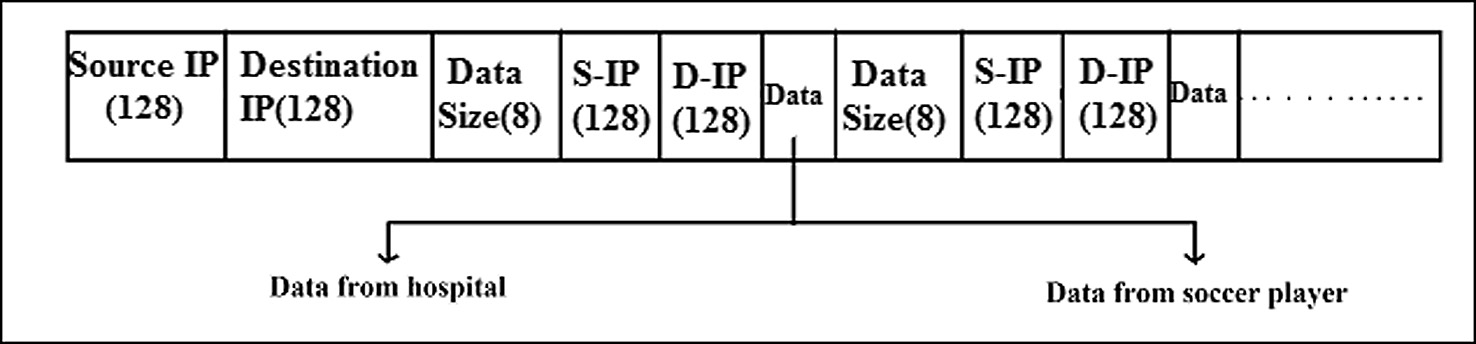 Source IP
(128)
Destination
IP(128)
Data
Size(8)
S-IP
(128)
D-IP
(128)
Data
Data
Size(8)
S-IP
(128)
D-IP
(128)
Data
. . . . . ...........
Data from hospital
Data from soccer player